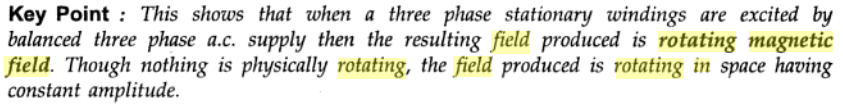 Key Point : This shows that when a three phase stationary windings are excited by
balanced three phase a.c. supply then the resulting field produced is rotating magnetic
field. Though nothing is physically rotating, the field produced is rotating in space having
constant amplitude.